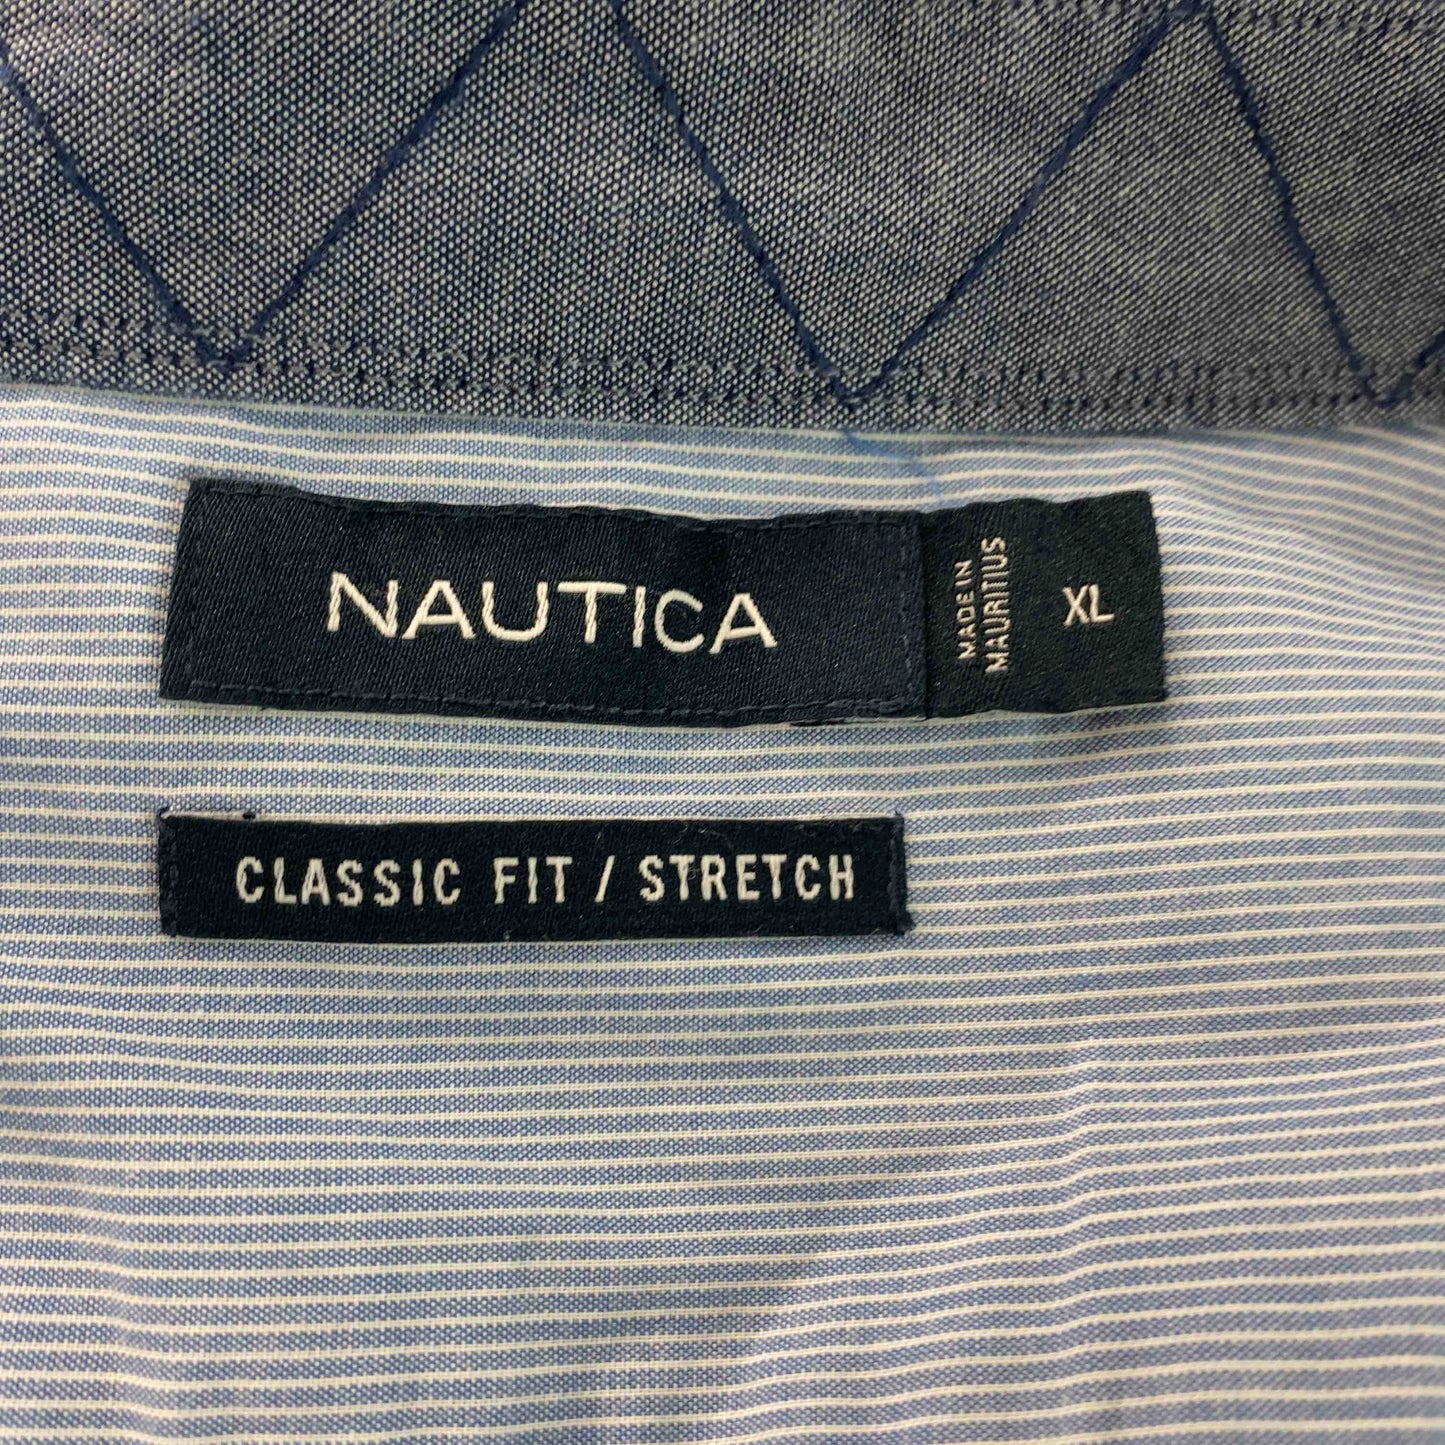 NAUTICA
MADE IN
MAURITIUS
XL
CLASSIC FIT / STRETCH